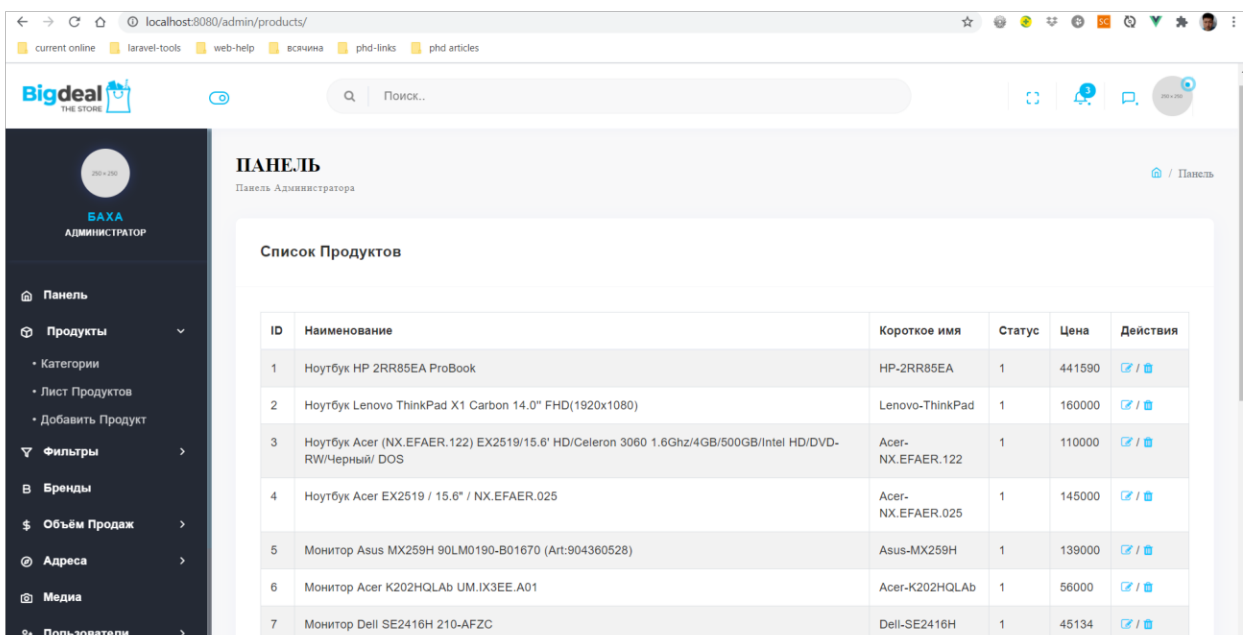 localhost:8080/admin/products/
current online laravel-tools web-help всячина phd-links phd articles
Bigdeal
THE STORE
Поиск..
3
250 × 250
БАХА
АДМИНИСТРАТОР
Панель
Продукты
• Категории
• Лист Продуктов
• Добавить Продукт
Фильтры
Бренды
$ Объём Продаж
Адреса
Медиа
Пользователи
ПАНЕЛЬ
Панель Администратора
/ Панель
Список Продуктов
ID Наименование Короткое имя Статус Цена Действия
1 Ноутбук HP 2RR85EA ProBook HP-2RR85EA 1 441590 /
2 Ноутбук Lenovo ThinkPad X1 Carbon 14.0" FHD(1920x1080) Lenovo-ThinkPad 1 160000 /
3 Ноутбук Acer (NX.EFAER.122) EX2519/15.6' HD/Celeron 3060 1.6Ghz/4GB/500GB/Intel HD/DVD- Acer- 1 110000 /
RW/Черный/ DOS NX.EFAER.122
4 Ноутбук Acer EX2519 / 15.6" / NX.EFAER.025 Acer- 1 145000 /
NX.EFAER.025
5 Монитор Asus MX259H 90LM0190-B01670 (Art:904360528) Asus-MX259H 1 139000 /
6 Монитор Acer K202HQLAb UM.IX3EE.A01 Acer-K202HQLAb 1 56000 /
7 Монитор Dell SE2416H 210-AFZC Dell-SE2416H 1 45134 /